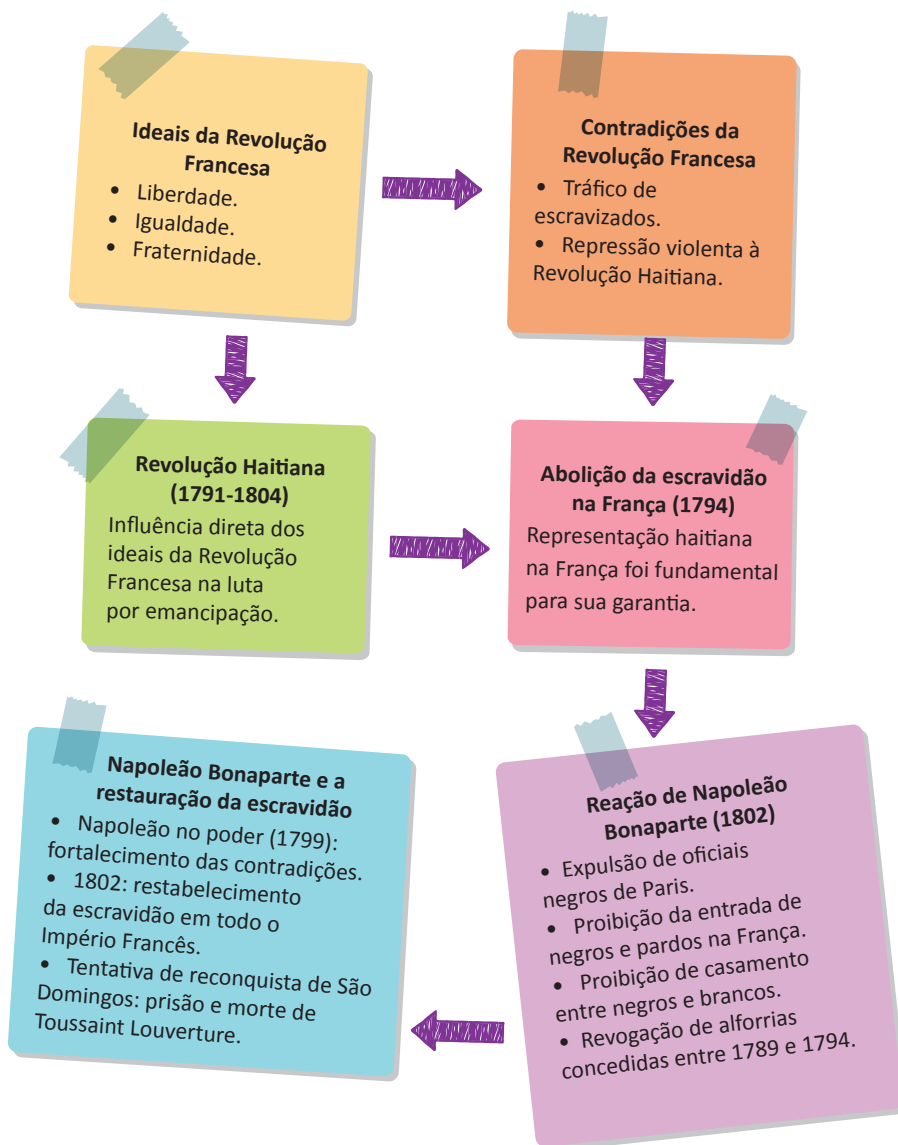 Ideais da Revolução
Francesa
• Liberdade.
• Igualdade.
• Fraternidade.
Contradições da
Revolução Francesa
• Tráfico de
escravizados.
• Repressão violenta à
Revolução Haitiana.
Revolução Haitiana
(1791-1804)
Influência direta dos
ideais da Revolução
Francesa na luta
por emancipação.
Abolição da escravidão
na França (1794)
Representação haitiana
na França foi fundamental
para sua garantia.
Reação de Napoleão
Bonaparte (1802)
• Expulsão de oficiais
negros de Paris.
• Proibição da entrada de
negros e pardos na França.
• Proibição de casamento
entre negros e brancos.
• Revogação de alforrias
concedidas entre 1789 e 1794.
Napoleão Bonaparte e a
restauração da escravidão
• Napoleão no poder (1799):
fortalecimento das contradições.
• 1802: restabelecimento
da escravidão em todo o
Império Francês.
• Tentativa de reconquista de São
Domingos: prisão e morte de
Toussaint Louverture.